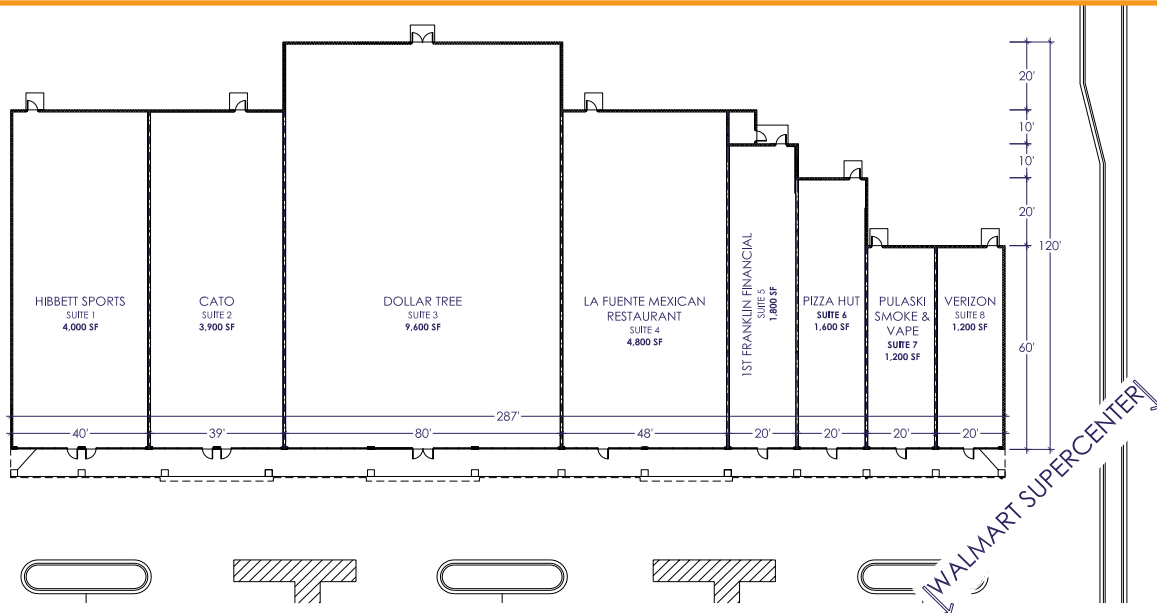 HIBBETT SPORTS
SUITE 1
4,000 SF
CATO
SUITE 2
3,900 SF
DOLLAR TREE
SUITE 3
9,600 SF
LA FUENTE MEXICAN
RESTAURANT
SUITE 4
4,800 SF
1ST FRANKLIN FINANCIAL
SUITE 5
1,800 SF
PIZZA HUT
SUITE 6
1,600 SF
PULASKI
SMOKE &
VAPE
SUITE 7
1,200 SF
VERIZON
SUITE 8
1,200 SF
20'
10'
10'
20'
120'
60'
287'
40'
39'
80'
48'
20'
20'
20'
20'
WALMART SUPERCENTER